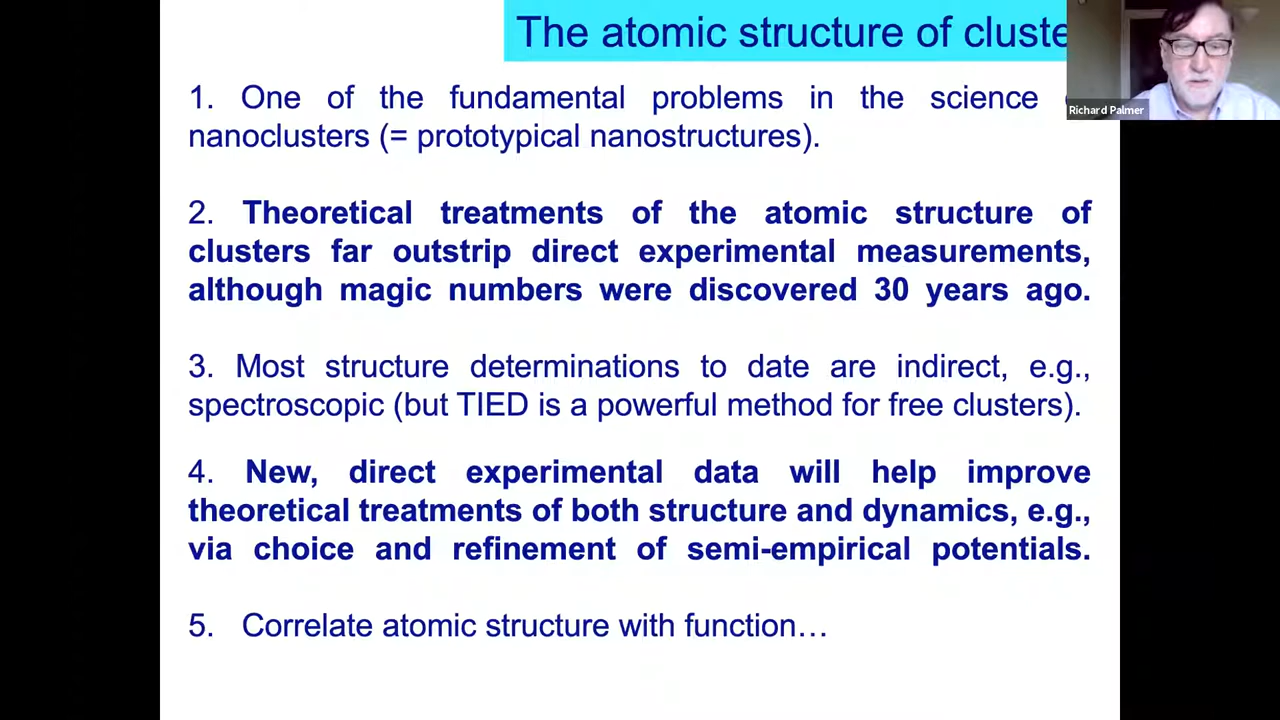 The atomic structure of cluste
Richard Palmer
1. One of the fundamental problems in the science
nanoclusters (= prototypical nanostructures).
2. Theoretical treatments of the atomic structure of
clusters far outstrip direct experimental measurements,
although magic numbers were discovered 30 years ago.
3. Most structure determinations to date are indirect, e.g.,
spectroscopic (but TIED is a powerful method for free clusters).
4. New, direct experimental data will help improve
theoretical treatments of both structure and dynamics, e.g.,
via choice and refinement of semi-empirical potentials.
5. Correlate atomic structure with function…